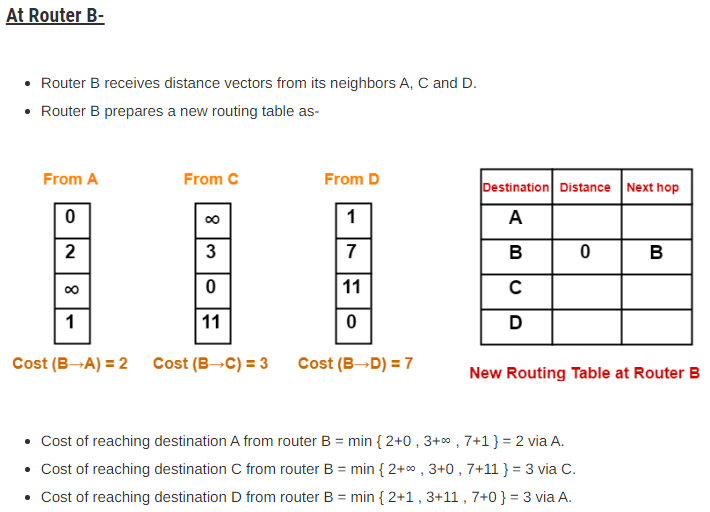 At Router B-
• Router B receives distance vectors from its neighbors A, C and D.
• Router B prepares a new routing table as-
From A From C From D
0 ∞ 1
2 3 7
∞ 0 11
1 11 0
Cost (B→A) = 2 Cost (B→C) = 3 Cost (B→D) = 7
Destination Distance Next hop
A
B 0 B
C
D
New Routing Table at Router B
• Cost of reaching destination A from router B = min { 2+0 , 3+∞ , 7+1 } = 2 via A.
• Cost of reaching destination C from router B = min { 2+∞ , 3+0 , 7+11 } = 3 via C.
• Cost of reaching destination D from router B = min { 2+1 , 3+11 , 7+0 } = 3 via A.